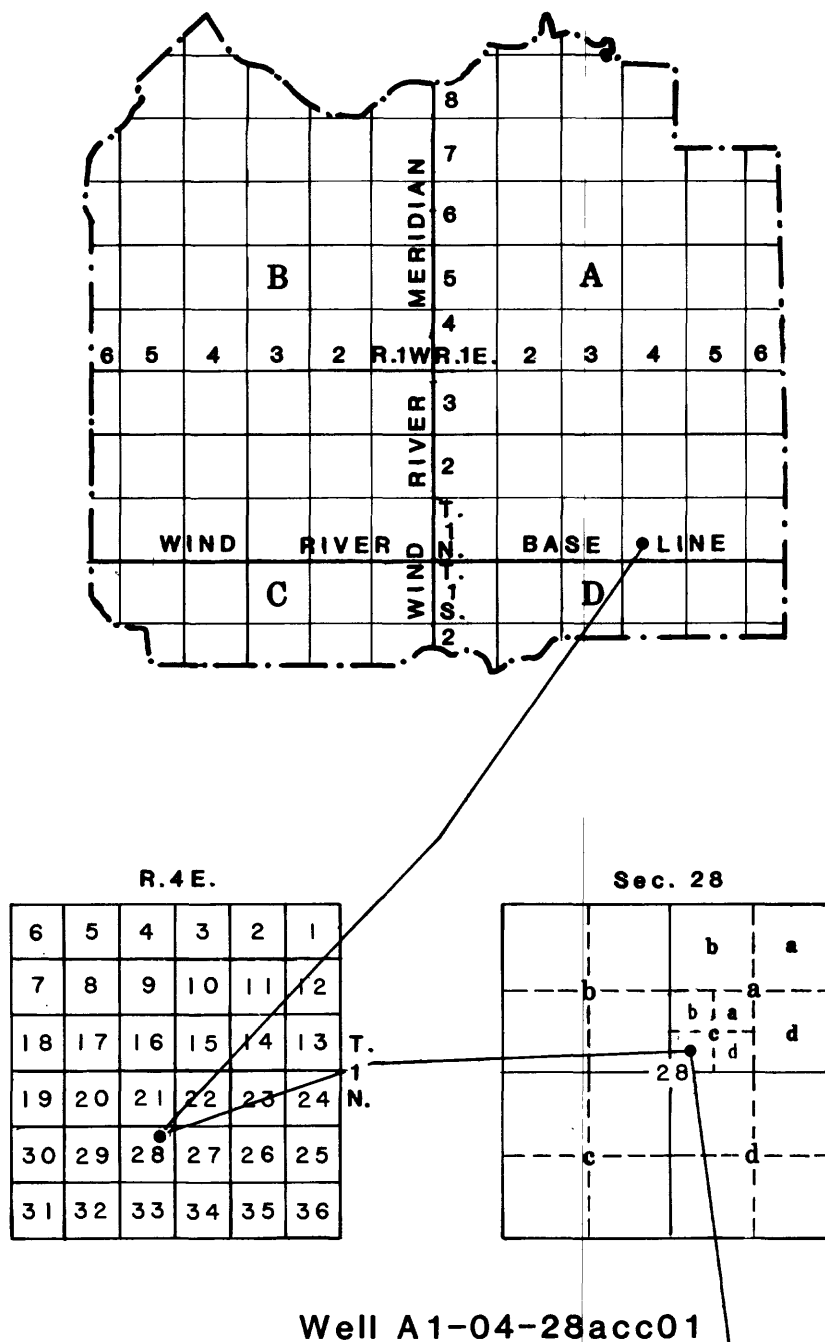 8
7
MERIDIAN
6
B
5
A
4
6 5 4 3 2 R.1W R.1E. 2 3 4 5 6
3
WIND RIVER
2
T. 1 N.
WIND RIVER BASE LINE
T. 1 S.
C
D
2
R.4E.
6 5 4 3 2 1
7 8 9 10 11 12
18 17 16 15 14 13
19 20 21 22 23 24
30 29 28 27 26 25
31 32 33 34 35 36
T. 1 N.
Sec. 28
b a
b a
b a
c d
d
28
c d
Well A1-04-28acc01